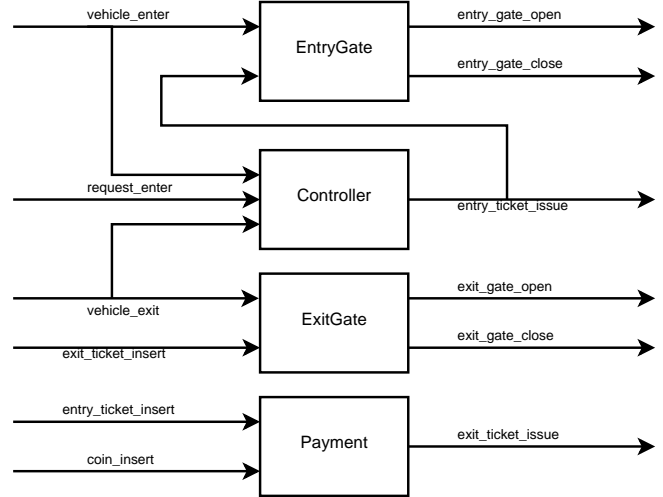 vehicle_enter
entry_gate_open
EntryGate
entry_gate_close
request_enter
Controller
entry_ticket_issue
vehicle_exit
exit_gate_open
ExitGate
exit_ticket_insert
exit_gate_close
entry_ticket_insert
Payment
exit_ticket_issue
coin_insert